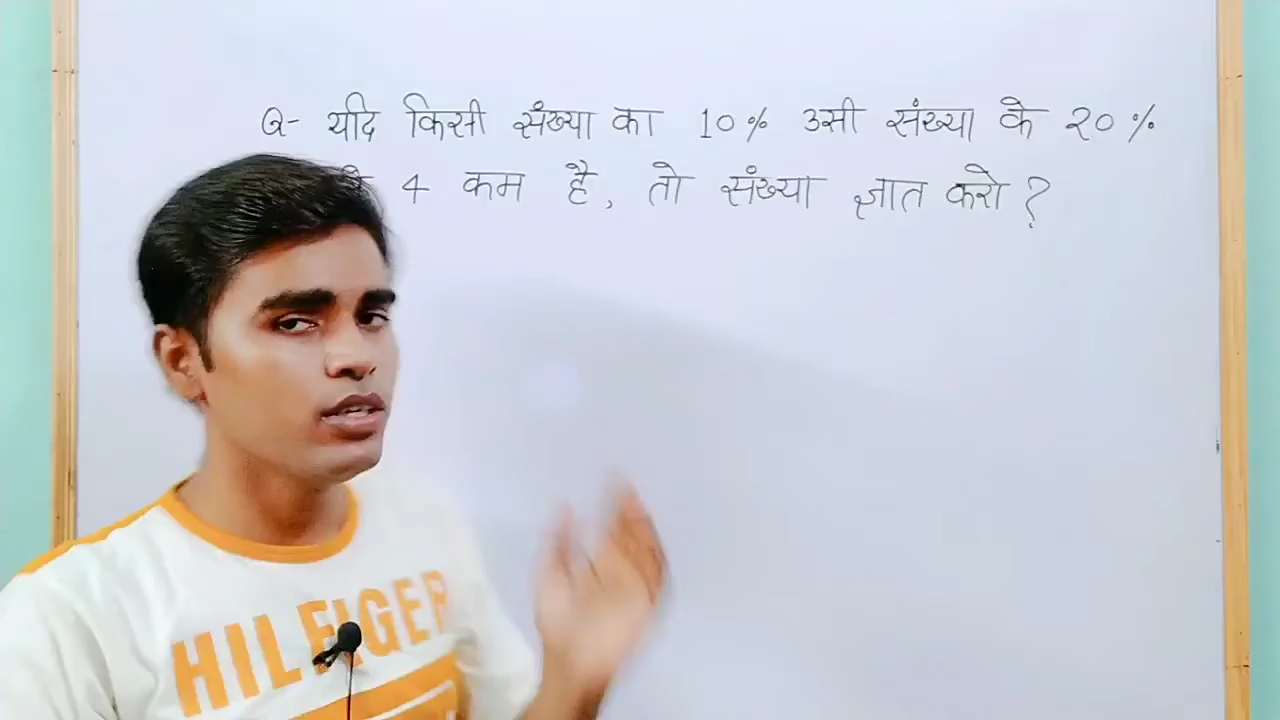 Q- यदि किसी संख्या का 10% उसी संख्या के 20%
4 कम है, तो संख्या ज्ञात करो?
HILFIGER